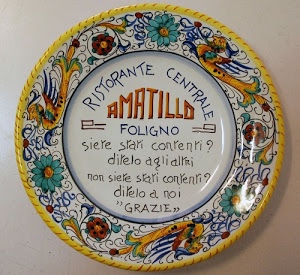 RISTORANTE CENTRALE
AMATILLO
FOLIGNO
siete stati contenti?
ditelo agli altri
non siete stati contenti?
ditelo a noi
"GRAZIE"